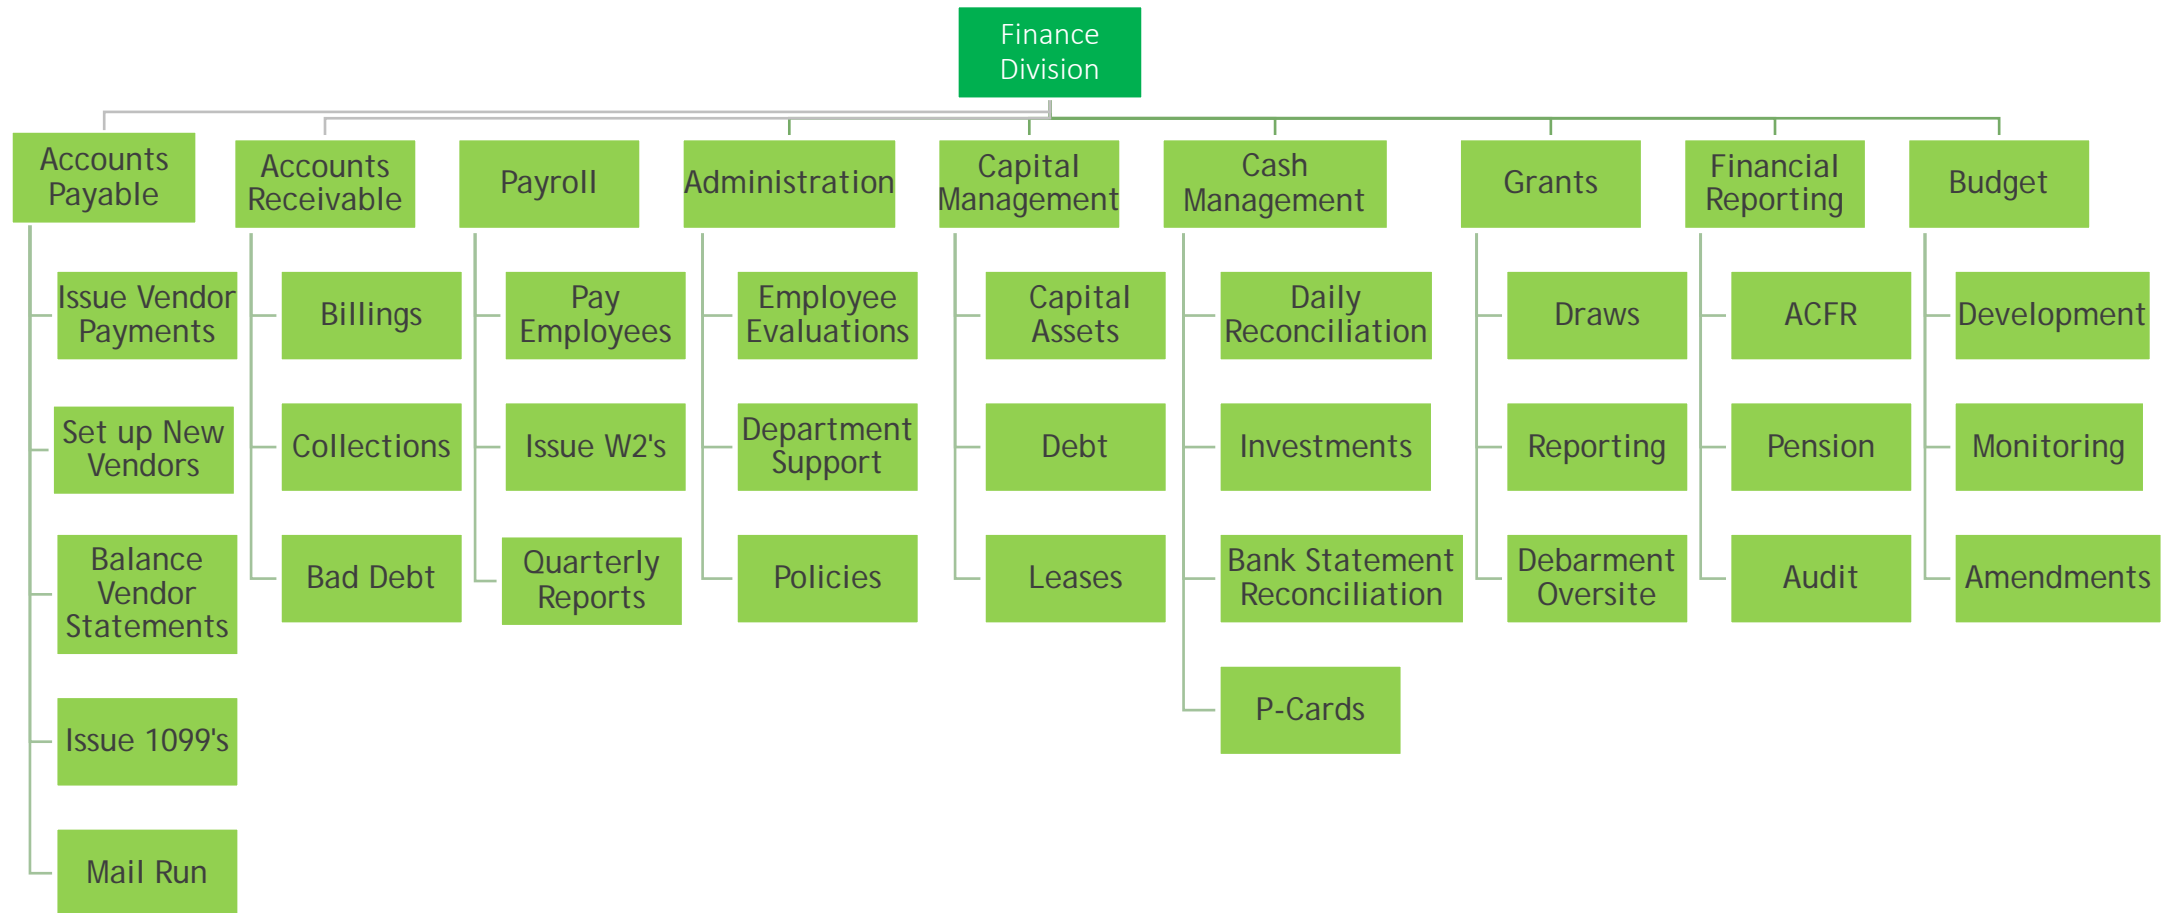 Finance
Division
Accounts
Payable
Accounts
Receivable
Payroll
Administration
Capital
Management
Cash
Management
Grants
Financial
Reporting
Budget
Issue Vendor
Payments
Set up New
Vendors
Balance
Vendor
Statements
Issue 1099's
Mail Run
Billings
Collections
Bad Debt
Pay
Employees
Issue W2's
Quarterly
Reports
Employee
Evaluations
Department
Support
Policies
Capital
Assets
Debt
Leases
Daily
Reconciliation
Investments
Bank Statement
Reconciliation
P-Cards
Draws
Reporting
Debarment
Oversite
ACFR
Pension
Audit
Development
Monitoring
Amendments